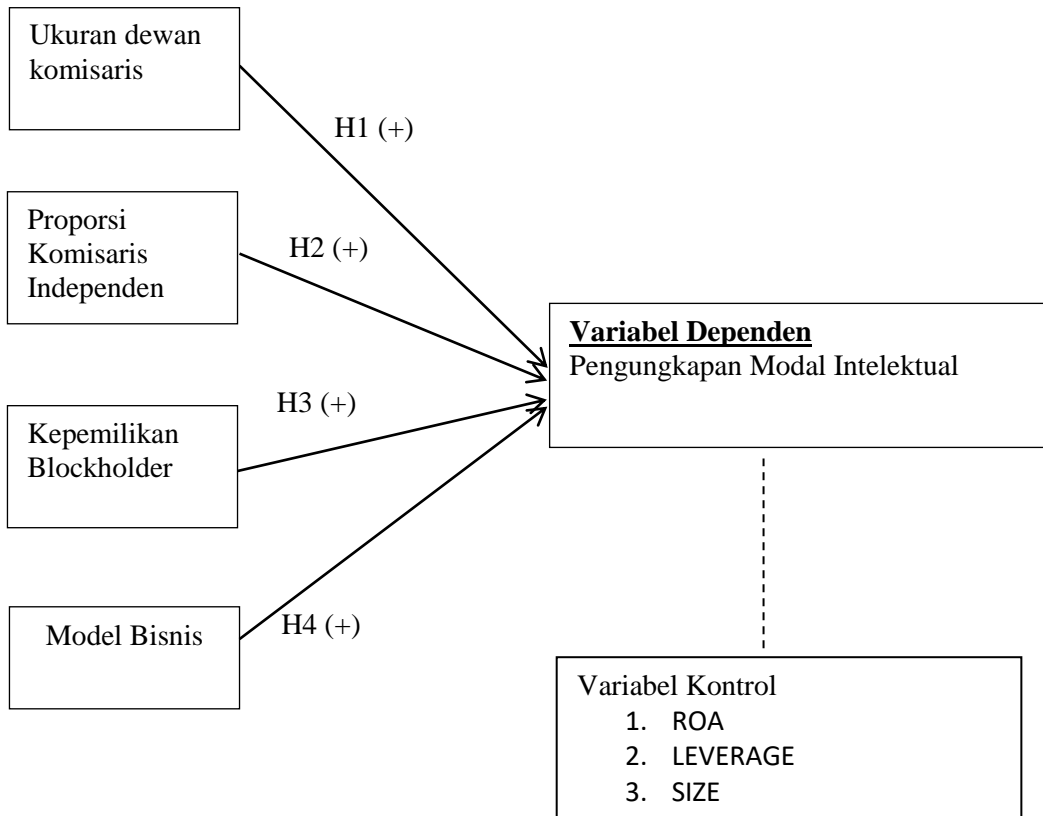 Ukuran dewan
komisaris
H1 (+)
Proporsi
Komisaris
Independen
H2 (+)
Variabel Dependen
Pengungkapan Modal Intelektual
H3 (+)
Kepemilikan
Blockholder
Model Bisnis
H4 (+)
Variabel Kontrol
1. ROA
2. LEVERAGE
3. SIZE